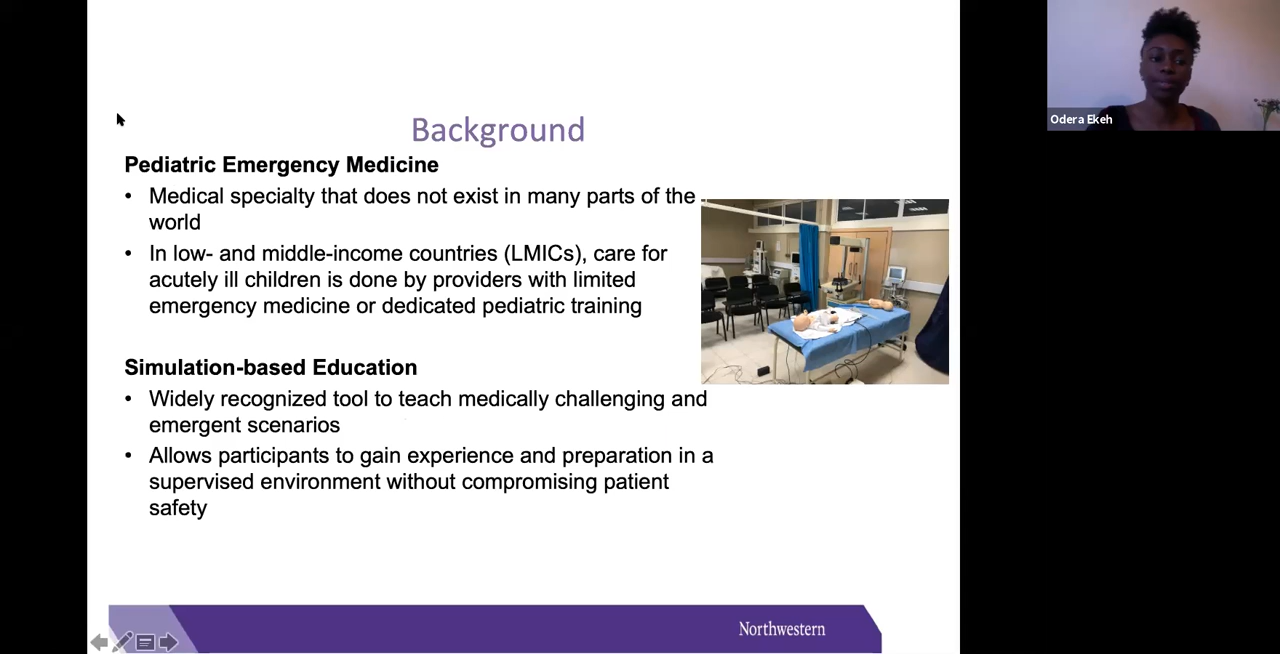 Background
Pediatric Emergency Medicine
• Medical specialty that does not exist in many parts of the
world
• In low- and middle-income countries (LMICs), care for
acutely ill children is done by providers with limited
emergency medicine or dedicated pediatric training
Simulation-based Education
• Widely recognized tool to teach medically challenging and
emergent scenarios
• Allows participants to gain experience and preparation in a
supervised environment without compromising patient
safety
Northwestern
Odera Ekeh